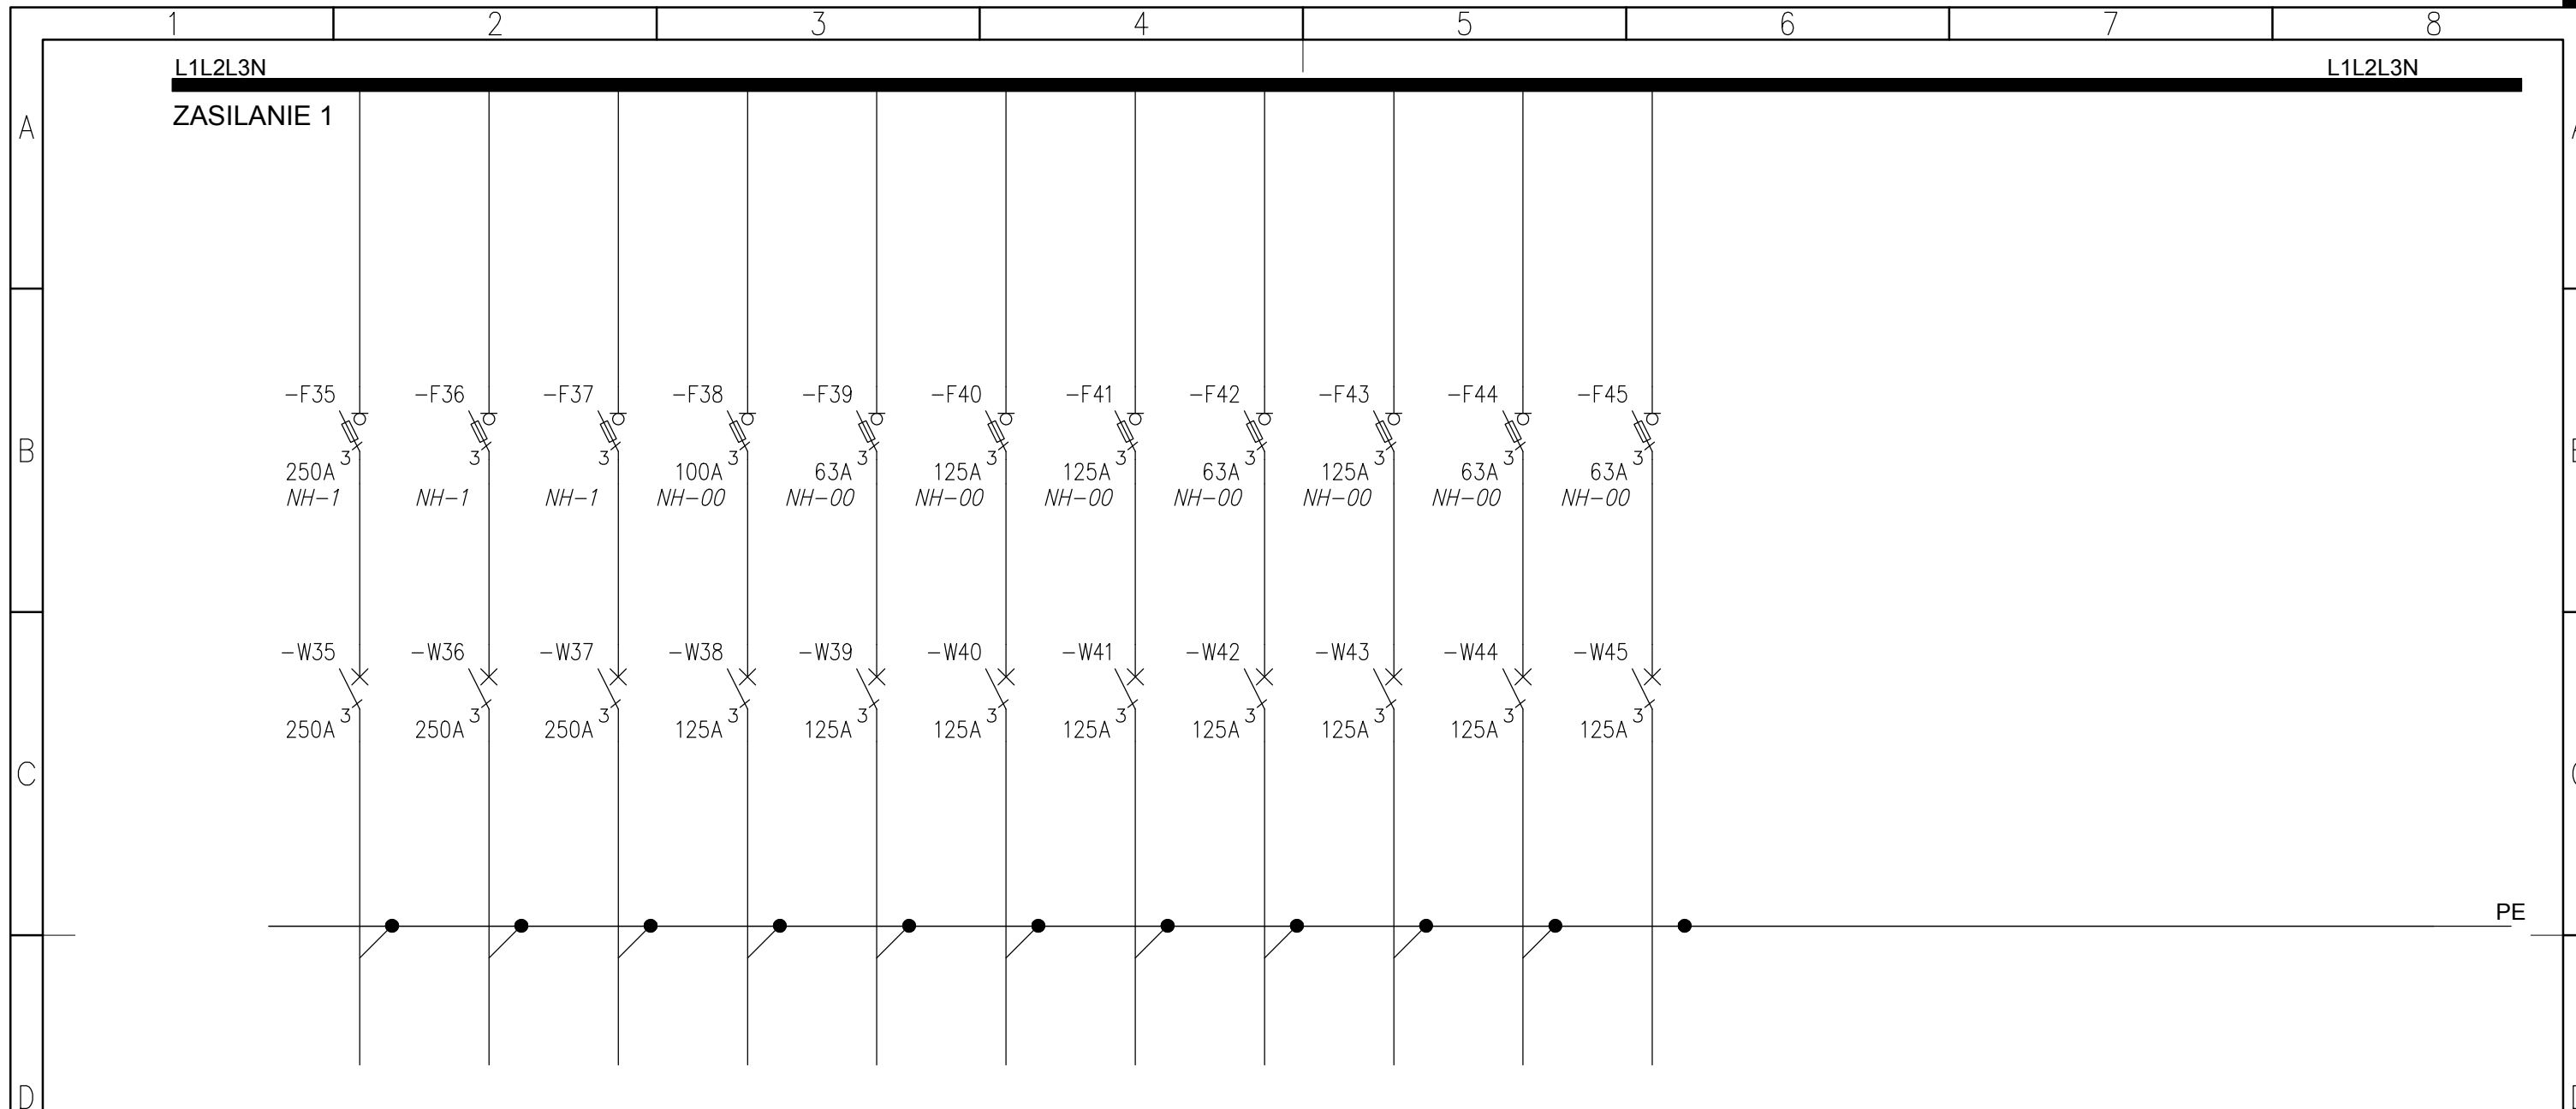 1 2 3 4 5 6 7 8
L1L2L3N L1L2L3N
ZASILANIE 1
A
-F35 -F36 -F37 -F38 -F39 -F40 -F41 -F42 -F43 -F44 -F45
B
3 3 3 3 3 3 3 3 3 3 3
250A 100A 63A 125A 125A 63A 125A 63A 63A
NH-1 NH-1 NH-1 NH-00 NH-00 NH-00 NH-00 NH-00 NH-00 NH-00 NH-00
-W35 -W36 -W37 -W38 -W39 -W40 -W41 -W42 -W43 -W44 -W45
3 3 3 3 3 3 3 3 3 3 3
250A 250A 250A 125A 125A 125A 125A 125A 125A 125A 125A
C
PE
D